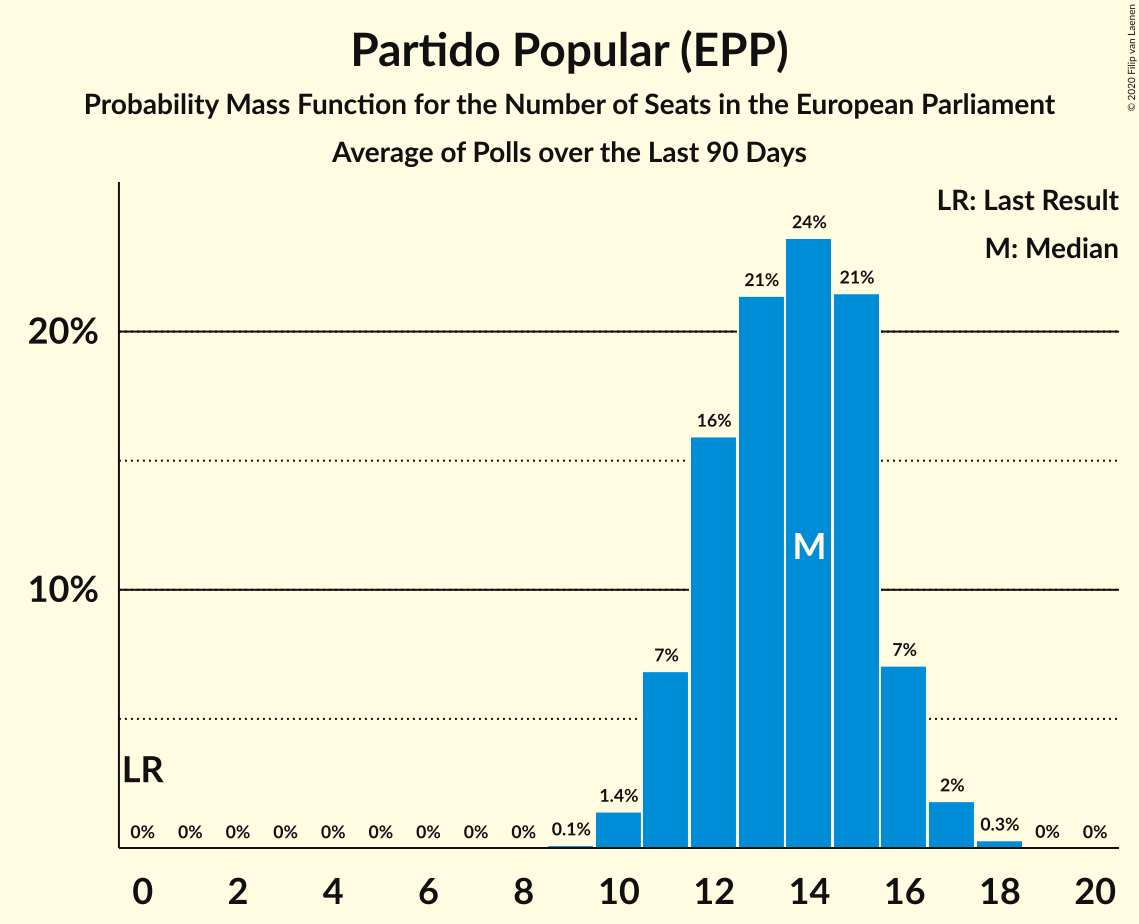 Partido Popular (EPP)
Probability Mass Function for the Number of Seats in the European Parliament
Average of Polls over the Last 90 Days
© 2020 Filip van Laenen
LR: Last Result
M: Median
20%
10%
LR
M
0% 0% 0% 0% 0% 0% 0% 0% 0% 0.1% 1.4% 7% 16% 21% 24% 21% 7% 2% 0.3% 0% 0%
0 2 4 6 8 10 12 14 16 18 20